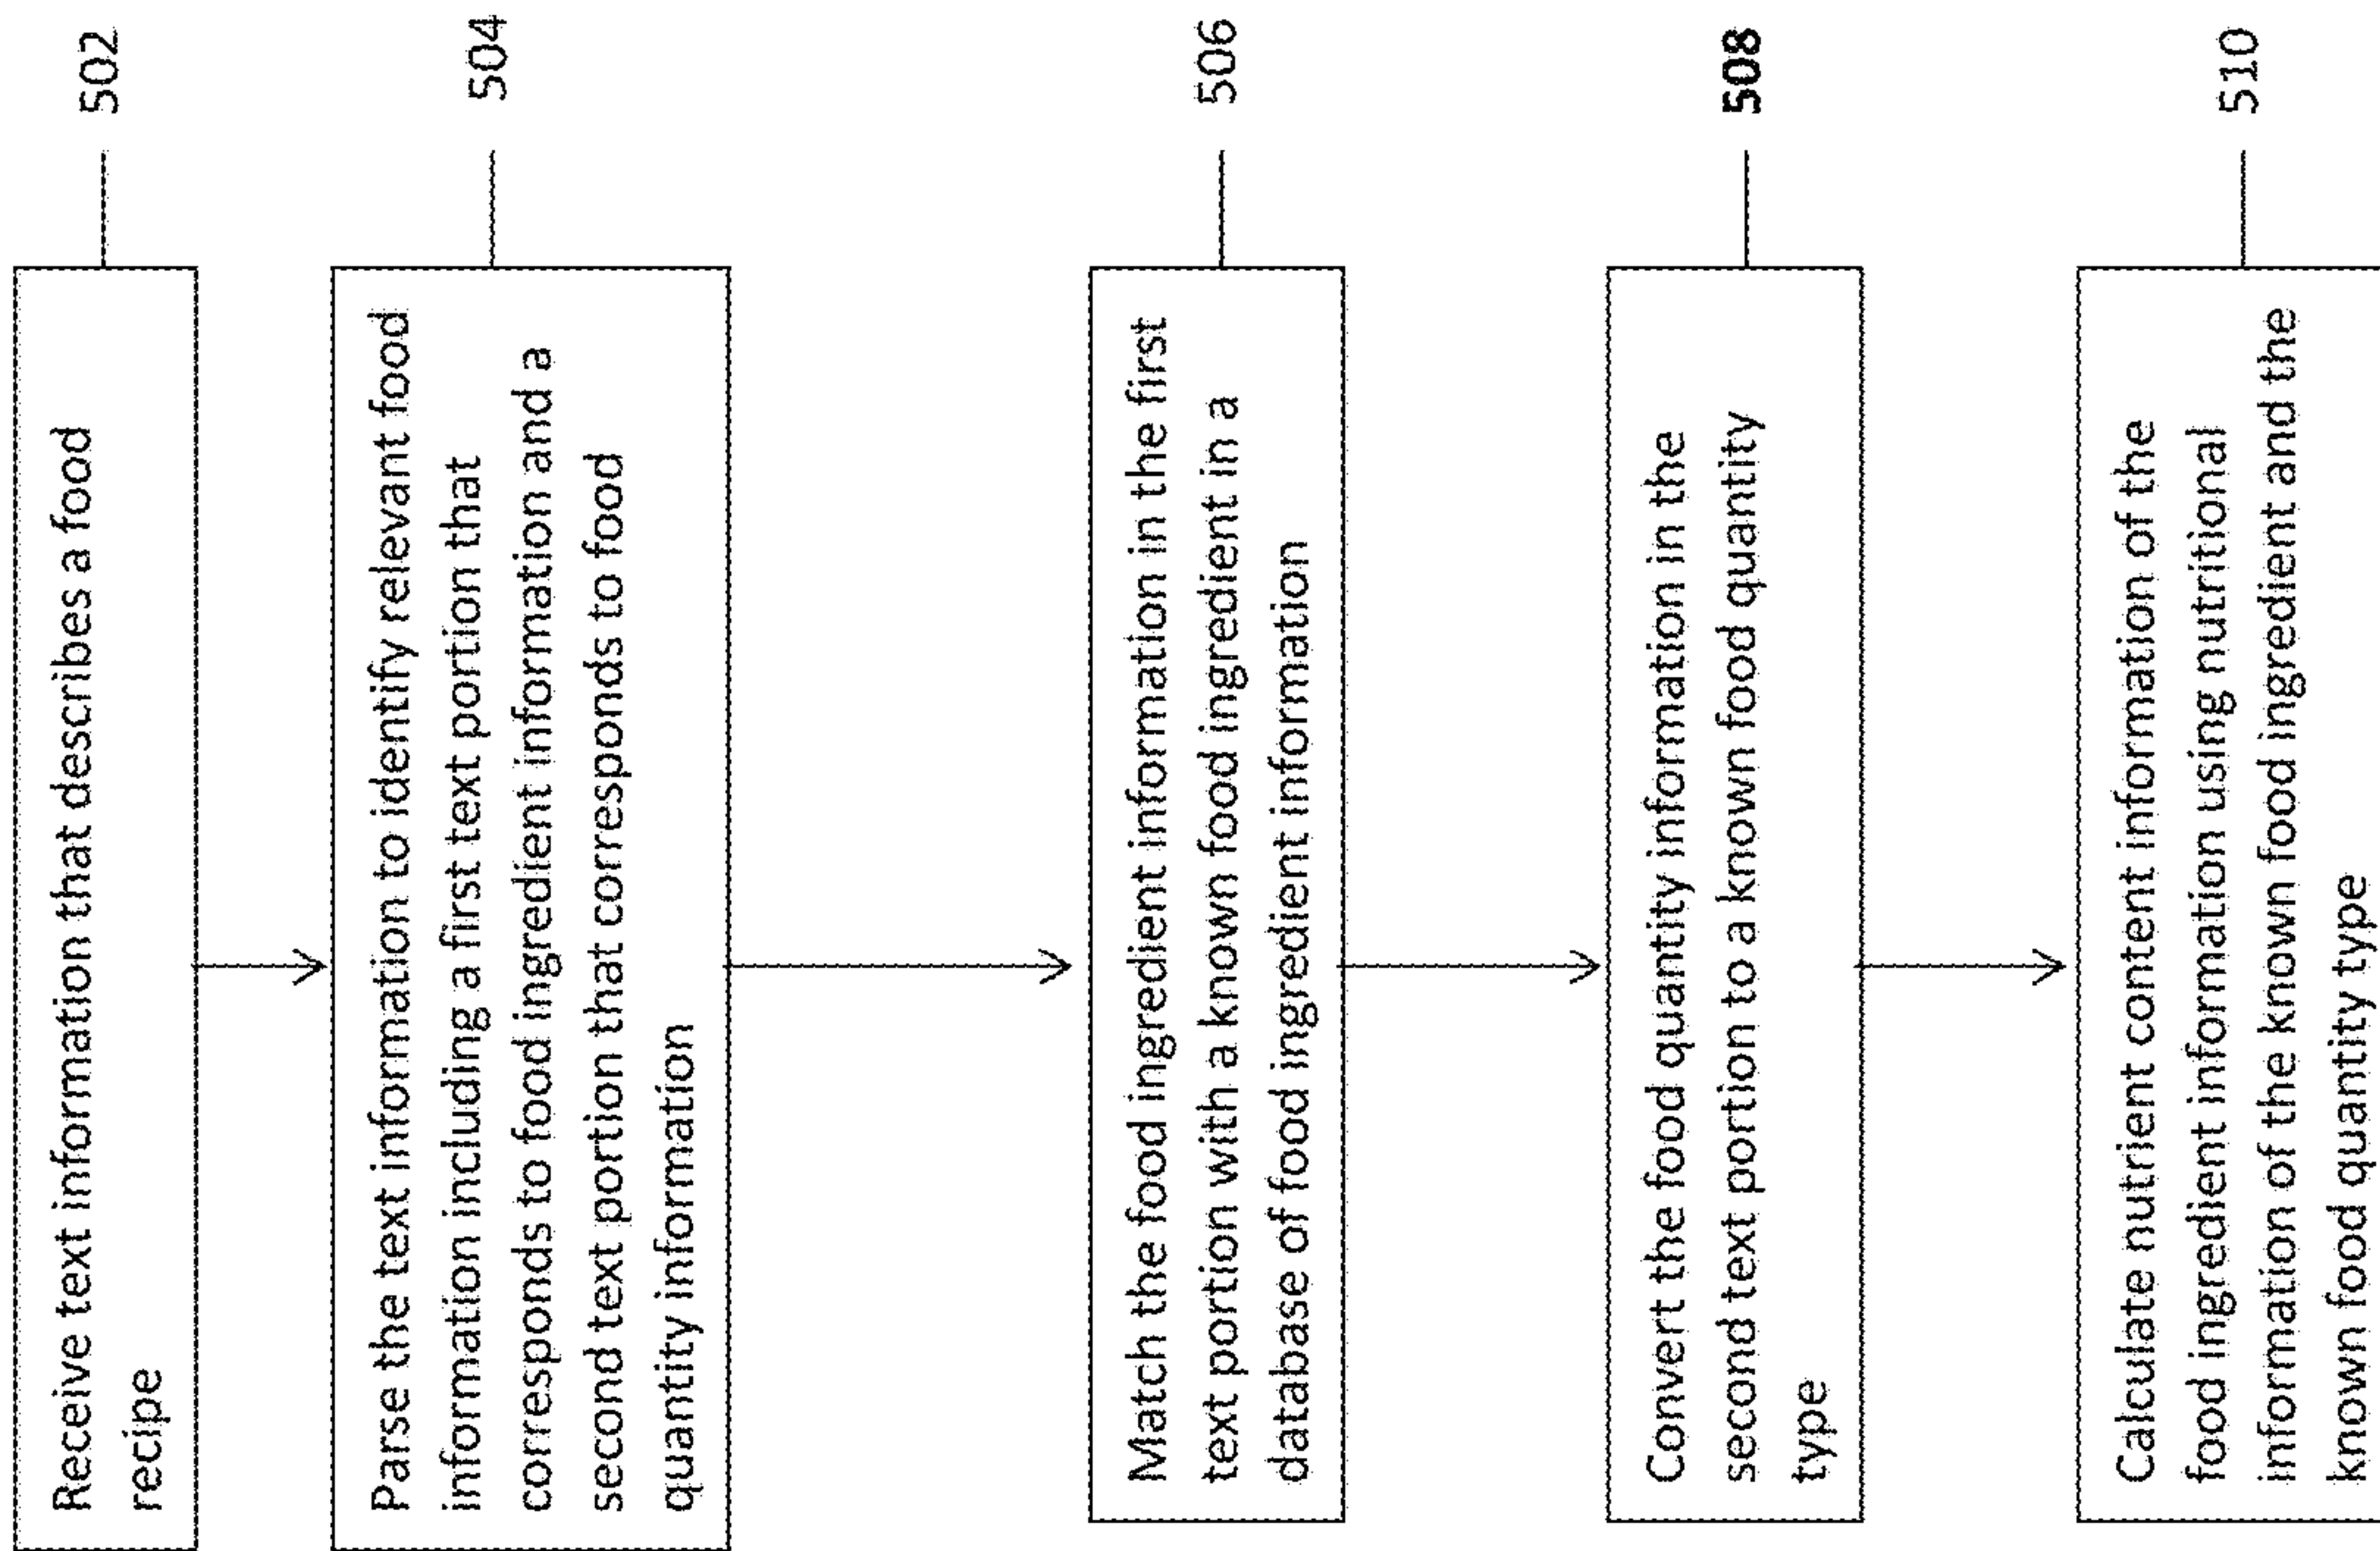 Receive text information that describes a food
recipe
502
Parse the text information to identify relevant food
information including a first text portion that
corresponds to food ingredient information and a
second text portion that corresponds to food
quantity information
504
Match the food ingredient information in the first
text portion with a known food ingredient in a
database of food ingredient information
506
Convert the food quantity information in the
second text portion to a known food quantity
type
508
Calculate nutrient content information of the
food ingredient information using nutritional
information of the known food ingredient and the
known food quantity type
510